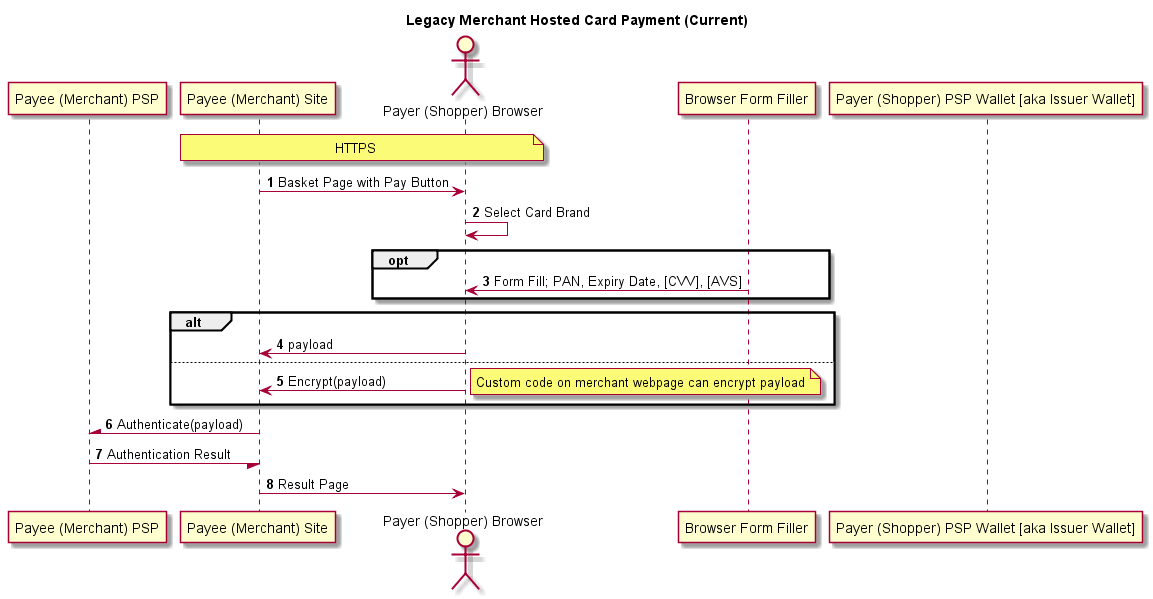 Legacy Merchant Hosted Card Payment (Current)
Payee (Merchant) PSP
Payee (Merchant) Site
Payer (Shopper) Browser
Browser Form Filler
Payer (Shopper) PSP Wallet [aka Issuer Wallet]
HTTPS
1 Basket Page with Pay Button
2 Select Card Brand
opt
3 Form Fill; PAN, Expiry Date, [CVV], [AVS]
alt
4 payload
5 Encrypt(payload)
Custom code on merchant webpage can encrypt payload
6 Authenticate(payload)
7 Authentication Result
8 Result Page
Payee (Merchant) PSP
Payee (Merchant) Site
Payer (Shopper) Browser
Browser Form Filler
Payer (Shopper) PSP Wallet [aka Issuer Wallet]